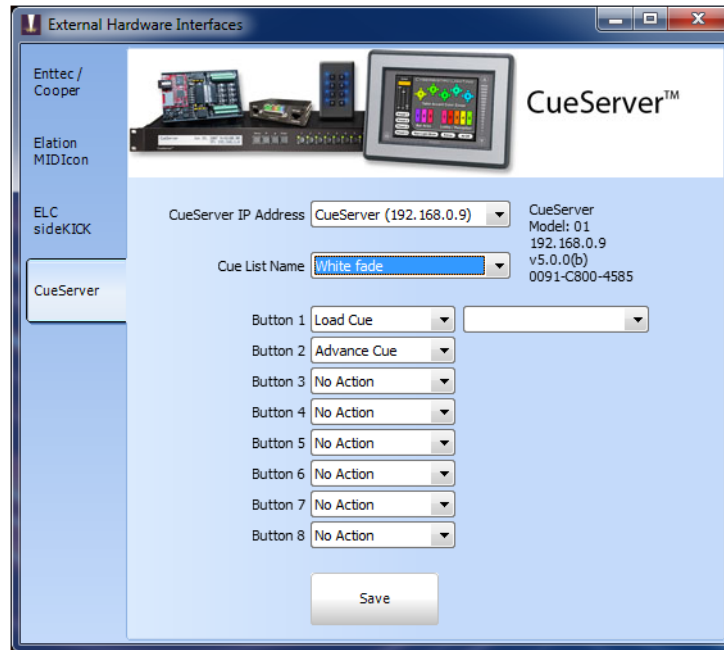 External Hardware Interfaces
Enttec /
Cooper
Elation
MIDIcon
ELC
sideKICK
CueServer
CueServer™
CueServer IP Address CueServer (192.168.0.9)
CueServer
Model: 01
192.168.0.9
v5.0.0(b)
0091-C800-4585
Cue List Name White fade
Button 1 Load Cue
Button 2 Advance Cue
Button 3 No Action
Button 4 No Action
Button 5 No Action
Button 6 No Action
Button 7 No Action
Button 8 No Action
Save